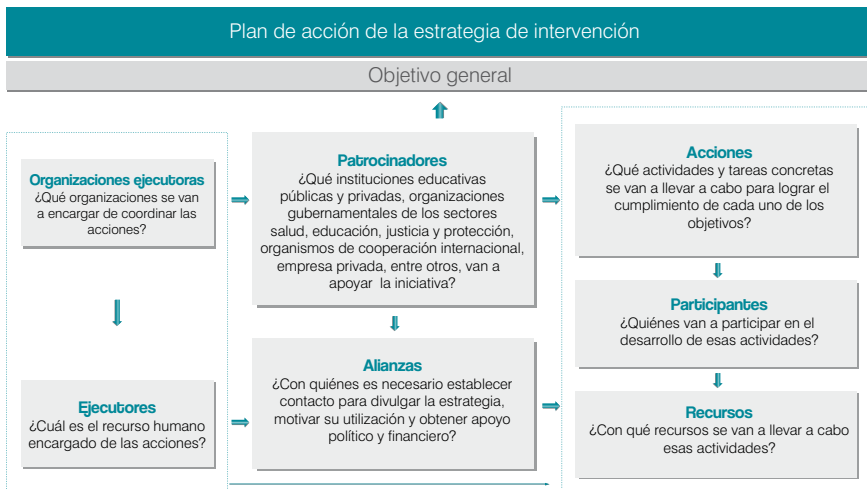 Plan de acción de la estrategia de intervención
Objetivo general
Organizaciones ejecutoras
¿Qué organizaciones se van
a encargar de coordinar las
acciones?
Ejecutores
¿Cuál es el recurso humano
encargado de las acciones?
Patrocinadores
¿Qué instituciones educativas
públicas y privadas, organizaciones
gubernamentales de los sectores
salud, educación, justicia y protección,
organismos de cooperación internacional,
empresa privada, entre otros, van a
apoyar la iniciativa?
Alianzas
¿Con quiénes es necesario establecer
contacto para divulgar la estrategia,
motivar su utilización y obtener apoyo
político y financiero?
Acciones
¿Qué actividades y tareas concretas
se van a llevar a cabo para lograr el
cumplimiento de cada uno de los
objetivos?
Participantes
¿Quiénes van a participar en el
desarrollo de esas actividades?
Recursos
¿Con qué recursos se van a llevar a cabo
esas actividades?